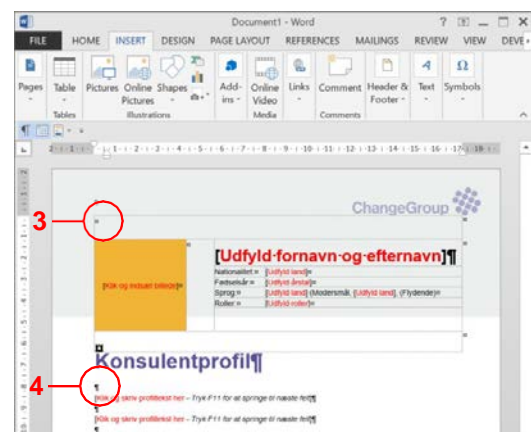 Document1 - Word
FILE HOME INSERT DESIGN PAGE LAYOUT REFERENCES MAILINGS REVIEW VIEW DEVE
Pages Table Pictures Online Pictures Shapes Add-ins Online Video Links Comment Header & Footer Text Symbols
Tables Illustrations Media Comments
ChangeGroup
3
[Udfyld·fornavn·og·efternavn]¶
[Klik og indsæt billede]¤
Nationalitet:¤ [Udfyld land]¤
Fødselsår:¤ [Udfyld årstal]¤
Sprog:¤ [Udfyld land] (Modersmål, [Udfyld land], (Flydende)¤
Roller:¤ [Udfyld roller]¤
Konsulentprofil¶
4
¶
[Klik og skriv profiltekst her – Tryk F11 for at springe til næste felt]¶
¶
[Klik og skriv profiltekst her – Tryk F11 for at springe til næste felt]¶
¶